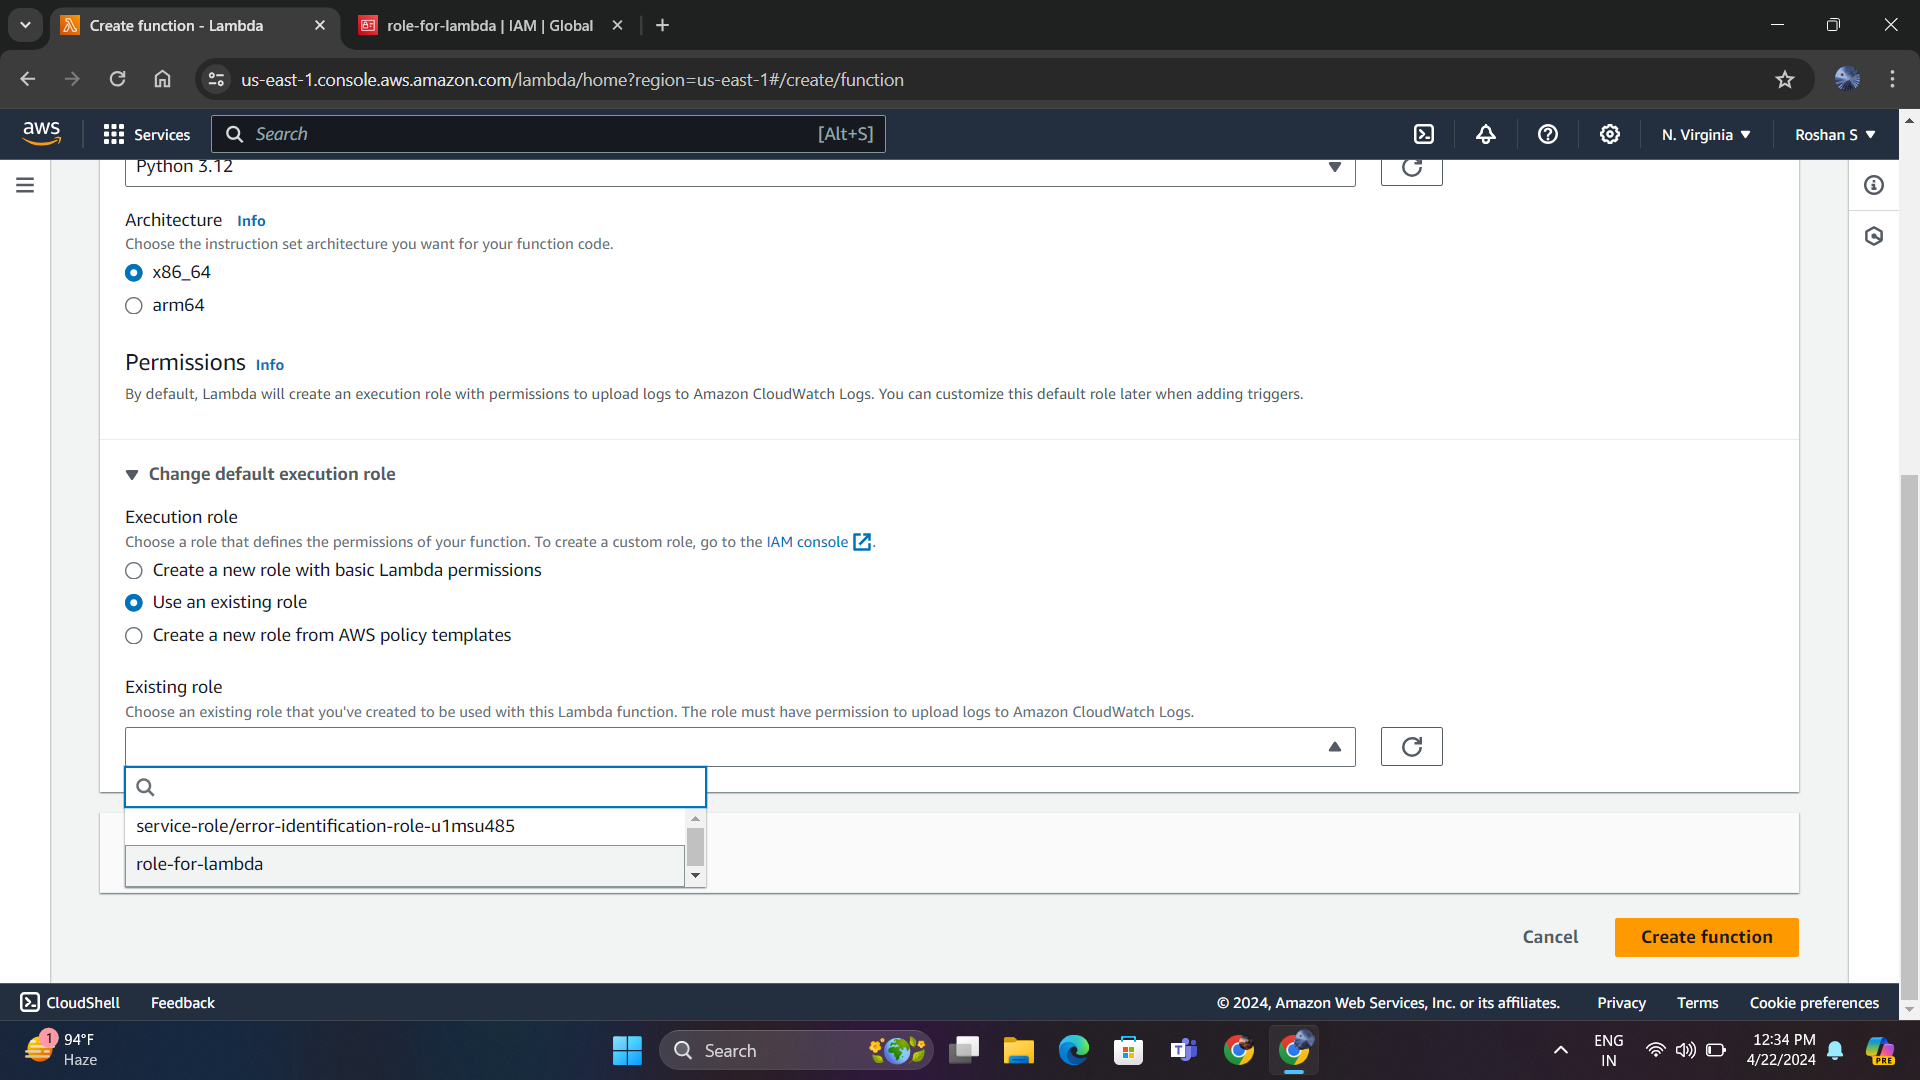 Create function - Lambda
role-for-lambda | IAM | Global
us-east-1.console.aws.amazon.com/lambda/home?region=us-east-1#/create/function
aws
Services
Search
[Alt+S]
N. Virginia
Roshan S
Python 3.12
Architecture Info
Choose the instruction set architecture you want for your function code.
x86_64
arm64
Permissions Info
By default, Lambda will create an execution role with permissions to upload logs to Amazon CloudWatch Logs. You can customize this default role later when adding triggers.
Change default execution role
Execution role
Choose a role that defines the permissions of your function. To create a custom role, go to the IAM console.
Create a new role with basic Lambda permissions
Use an existing role
Create a new role from AWS policy templates
Existing role
Choose an existing role that you've created to be used with this Lambda function. The role must have permission to upload logs to Amazon CloudWatch Logs.
service-role/error-identification-role-u1msu485
role-for-lambda
Cancel
Create function
CloudShell
Feedback
© 2024, Amazon Web Services, Inc. or its affiliates.
Privacy
Terms
Cookie preferences
1
94°F
Haze
Search
ENG
IN
12:34 PM
4/22/2024
PRE